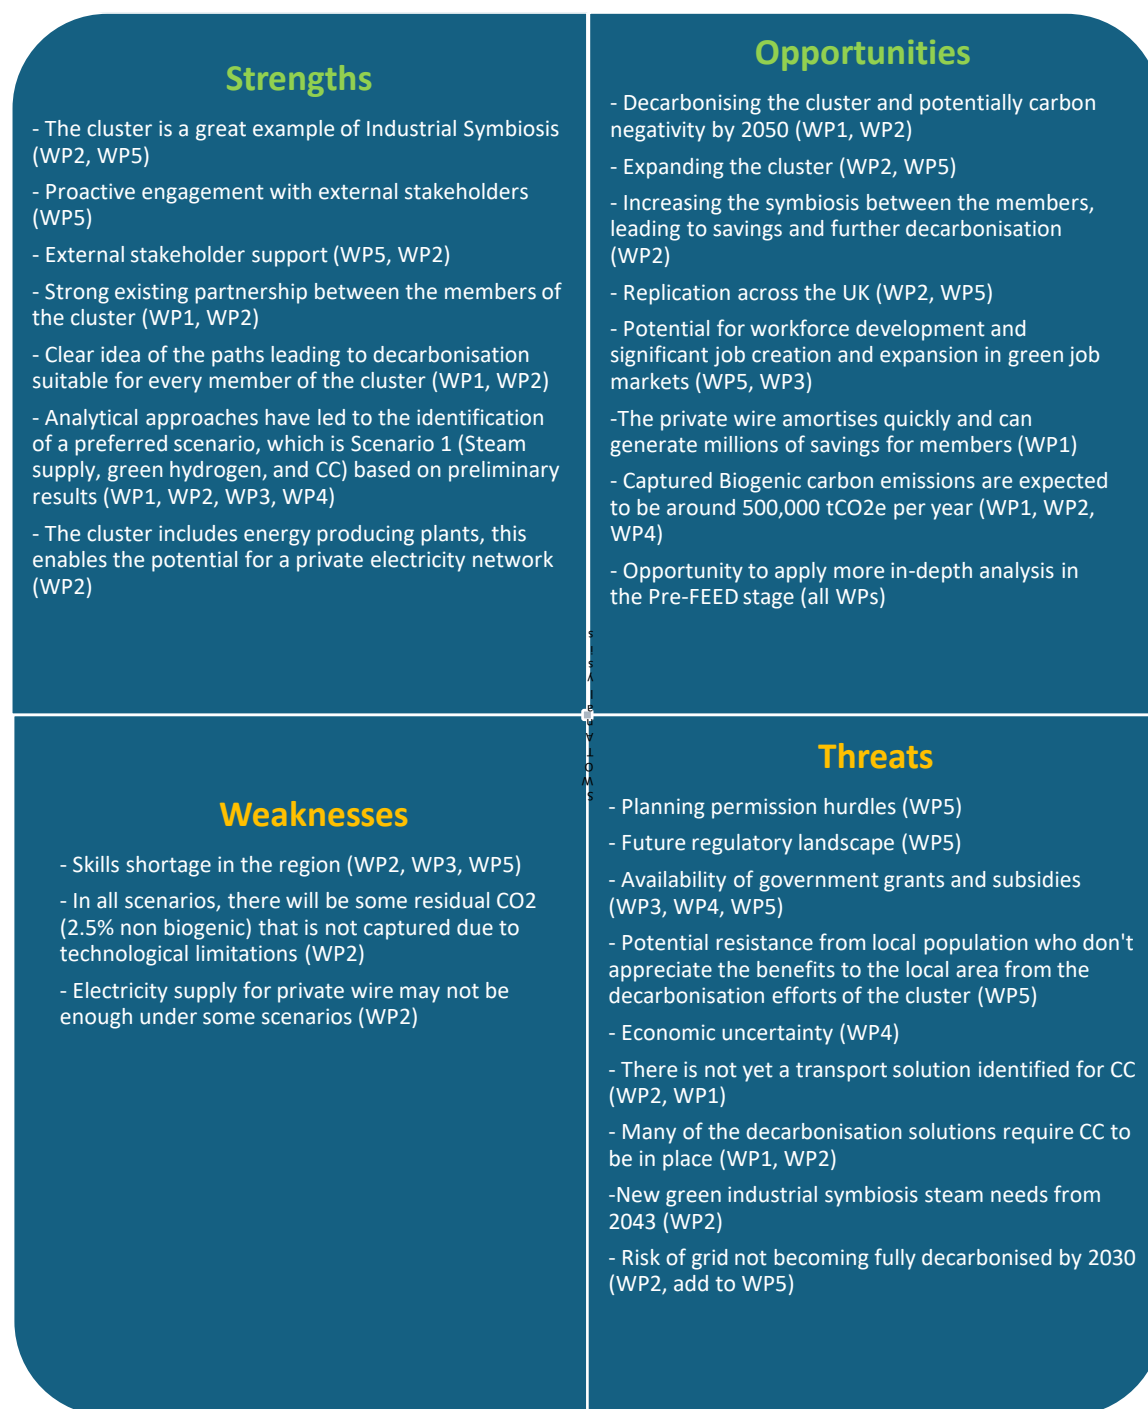 Strengths
- The cluster is a great example of Industrial Symbiosis
(WP2, WP5)
- Proactive engagement with external stakeholders
(WP5)
- External stakeholder support (WP5, WP2)
- Strong existing partnership between the members of
the cluster (WP1, WP2)
- Clear idea of the paths leading to decarbonisation
suitable for every member of the cluster (WP1, WP2)
- Analytical approaches have led to the identification
of a preferred scenario, which is Scenario 1 (Steam
supply, green hydrogen, and CC) based on preliminary
results (WP1, WP2, WP3, WP4)
- The cluster includes energy producing plants, this
enables the potential for a private electricity network
(WP2)
Opportunities
- Decarbonising the cluster and potentially carbon
negativity by 2050 (WP1, WP2)
- Expanding the cluster (WP2, WP5)
- Increasing the symbiosis between the members,
leading to savings and further decarbonisation
(WP2)
- Replication across the UK (WP2, WP5)
- Potential for workforce development and
significant job creation and expansion in green job
markets (WP5, WP3)
-The private wire amortises quickly and can
generate millions of savings for members (WP1)
- Captured Biogenic carbon emissions are expected
to be around 500,000 tCO2e per year (WP1, WP2,
WP4)
- Opportunity to apply more in-depth analysis in
the Pre-FEED stage (all WPs)
SWOT Analysis
Weaknesses
- Skills shortage in the region (WP2, WP3, WP5)
- In all scenarios, there will be some residual CO2
(2.5% non biogenic) that is not captured due to
technological limitations (WP2)
- Electricity supply for private wire may not be
enough under some scenarios (WP2)
Threats
- Planning permission hurdles (WP5)
- Future regulatory landscape (WP5)
- Availability of government grants and subsidies
(WP3, WP4, WP5)
- Potential resistance from local population who don't
appreciate the benefits to the local area from the
decarbonisation efforts of the cluster (WP5)
- Economic uncertainty (WP4)
- There is not yet a transport solution identified for CC
(WP2, WP1)
- Many of the decarbonisation solutions require CC to
be in place (WP1, WP2)
-New green industrial symbiosis steam needs from
2043 (WP2)
- Risk of grid not becoming fully decarbonised by 2030
(WP2, add to WP5)